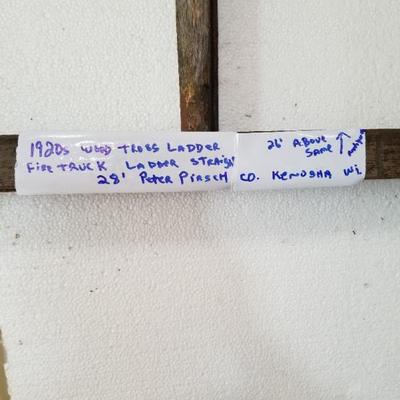 1920s WOOD TRUSS LADDER
FIRE TRUCK LADDER STRAIGHT
28' PETER PIRSCH CO. KENOSHA WI.
26' ABOVE
SAME